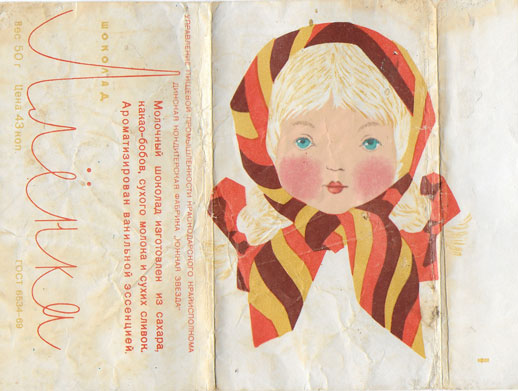 УПРАВЛЕНИЕ ПИЩЕВОЙ ПРОМЫШЛЕННОСТИ КРАСНОДАРСКОГО КРАЙИСПОЛКОМА
ДИНСКАЯ КОНДИТЕРСКАЯ ФАБРИКА „ЮЖНАЯ ЗВЕЗДА"
Молочный шоколад изготовлен из сахара,
какао-бобов, сухого молока и сухих сливок.
Ароматизирован ванильной эссенцией.
ШОКОЛАД
Алёнка
Вес 50 г Цена 43 коп. ГОСТ 6534-69